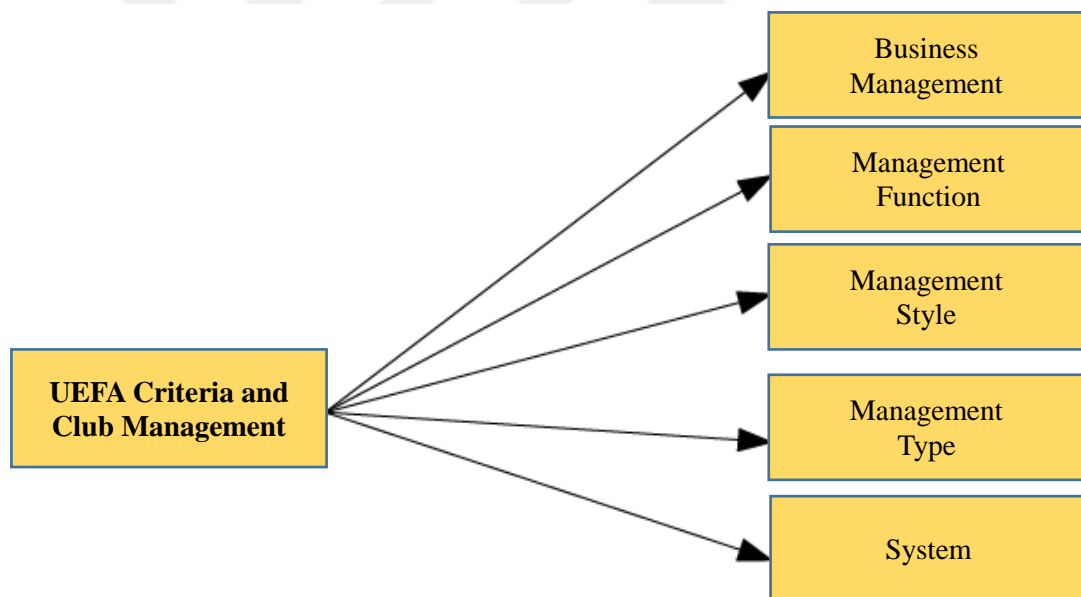 Business
Management
Management
Function
Management
Style
UEFA Criteria and
Club Management
Management
Type
System